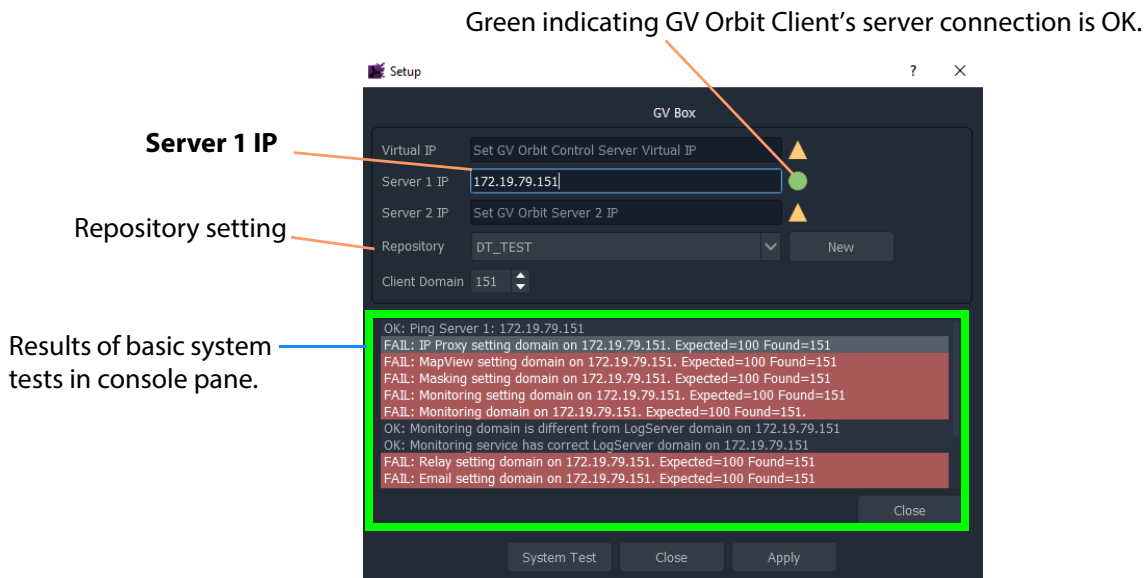 Green indicating GV Orbit Client’s server connection is OK.
Setup
?
GV Box
Server 1 IP
Virtual IP
Set GV Orbit Control Server Virtual IP
Server 1 IP
172.19.79.151
Server 2 IP
Set GV Orbit Server 2 IP
Repository setting
Repository
DT_TEST
New
Client Domain
151
Results of basic system
tests in console pane.
OK: Ping Server 1: 172.19.79.151
FAIL: IP Proxy setting domain on 172.19.79.151. Expected=100 Found=151
FAIL: MapView setting domain on 172.19.79.151. Expected=100 Found=151
FAIL: Masking setting domain on 172.19.79.151. Expected=100 Found=151
FAIL: Monitoring setting domain on 172.19.79.151. Expected=100 Found=151
FAIL: Monitoring domain on 172.19.79.151. Expected=100 Found=151.
OK: Monitoring domain is different from LogServer domain on 172.19.79.151
OK: Monitoring service has correct LogServer domain on 172.19.79.151
FAIL: Relay setting domain on 172.19.79.151. Expected=100 Found=151
FAIL: Email setting domain on 172.19.79.151. Expected=100 Found=151
Close
System Test
Close
Apply